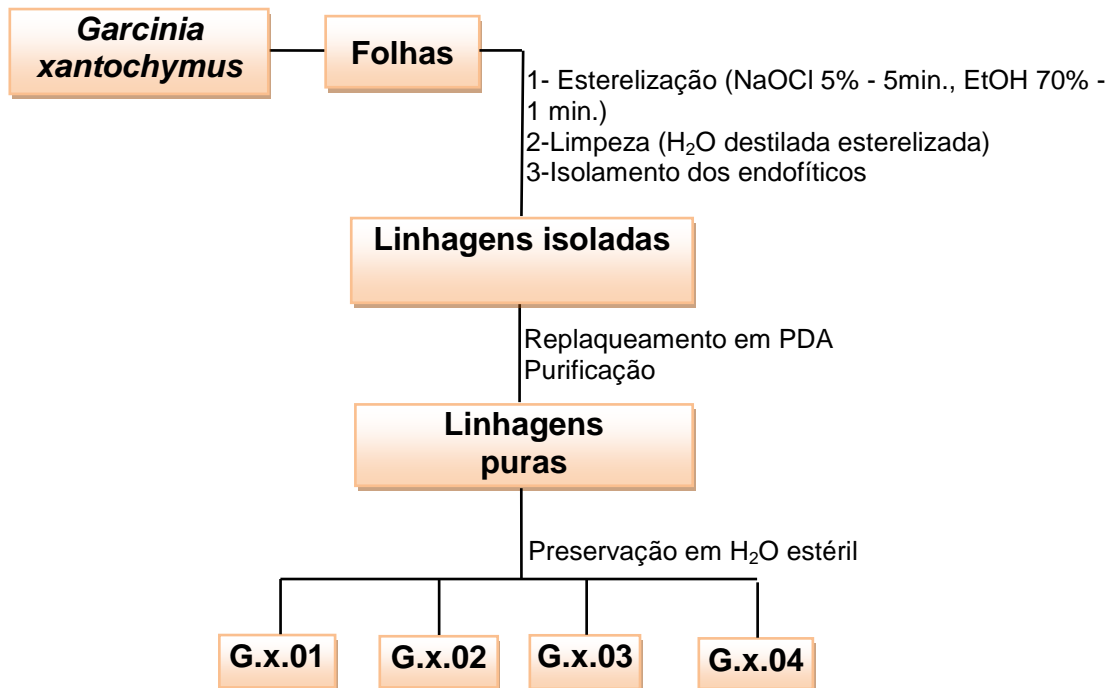 Garcinia
xantochymus
Folhas
1- Esterelização (NaOCl 5% - 5min., EtOH 70% -
1 min.)
2-Limpeza (H₂O destilada esterelizada)
3-Isolamento dos endofíticos
Linhagens isoladas
Replaqueamento em PDA
Purificação
Linhagens
puras
Preservação em H₂O estéril
G.x.01
G.x.02
G.x.03
G.x.04